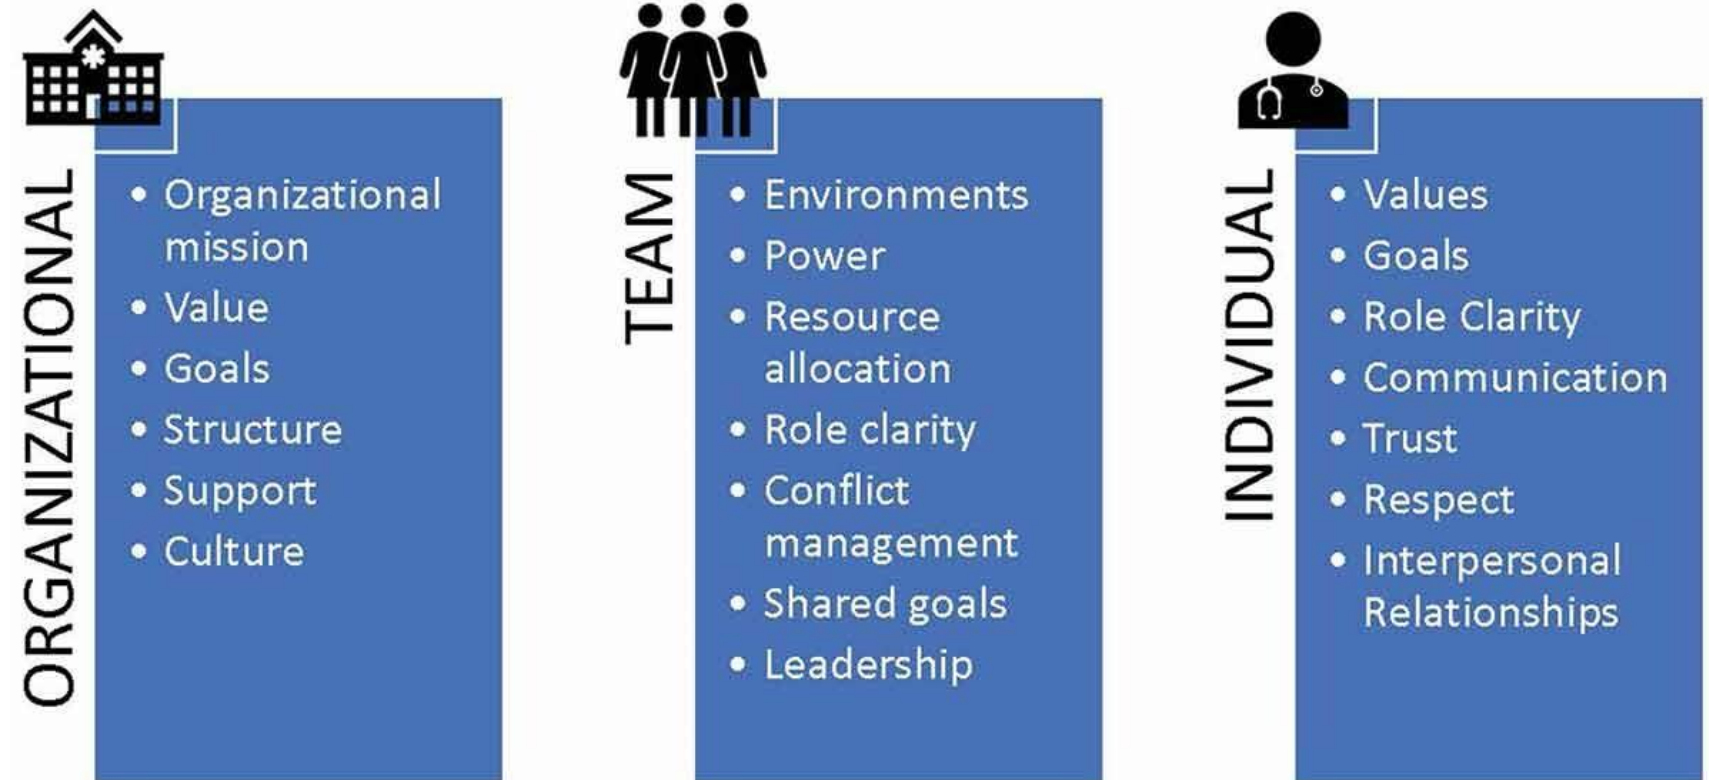 ORGANIZATIONAL
• Organizational
mission
• Value
• Goals
• Structure
• Support
• Culture
TEAM
• Environments
• Power
• Resource
allocation
• Role clarity
• Conflict
management
• Shared goals
• Leadership
INDIVIDUAL
• Values
• Goals
• Role Clarity
• Communication
• Trust
• Respect
• Interpersonal
Relationships